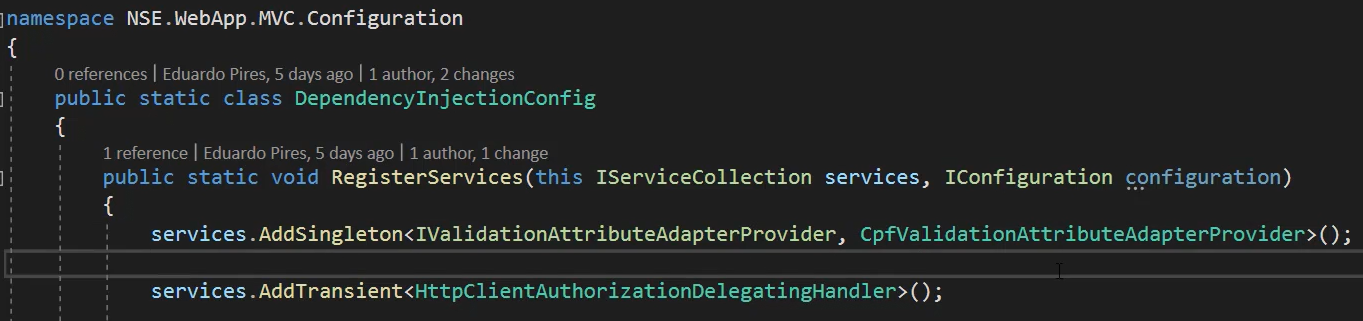 namespace NSE.WebApp.MVC.Configuration
{
0 references | Eduardo Pires, 5 days ago | 1 author, 2 changes
public static class DependencyInjectionConfig
{
1 reference | Eduardo Pires, 5 days ago | 1 author, 1 change
public static void RegisterServices(this IServiceCollection services, IConfiguration configuration)
{
services.AddSingleton<IValidationAttributeAdapterProvider, CpfValidationAttributeAdapterProvider>();
services.AddTransient<HttpClientAuthorizationDelegatingHandler>();